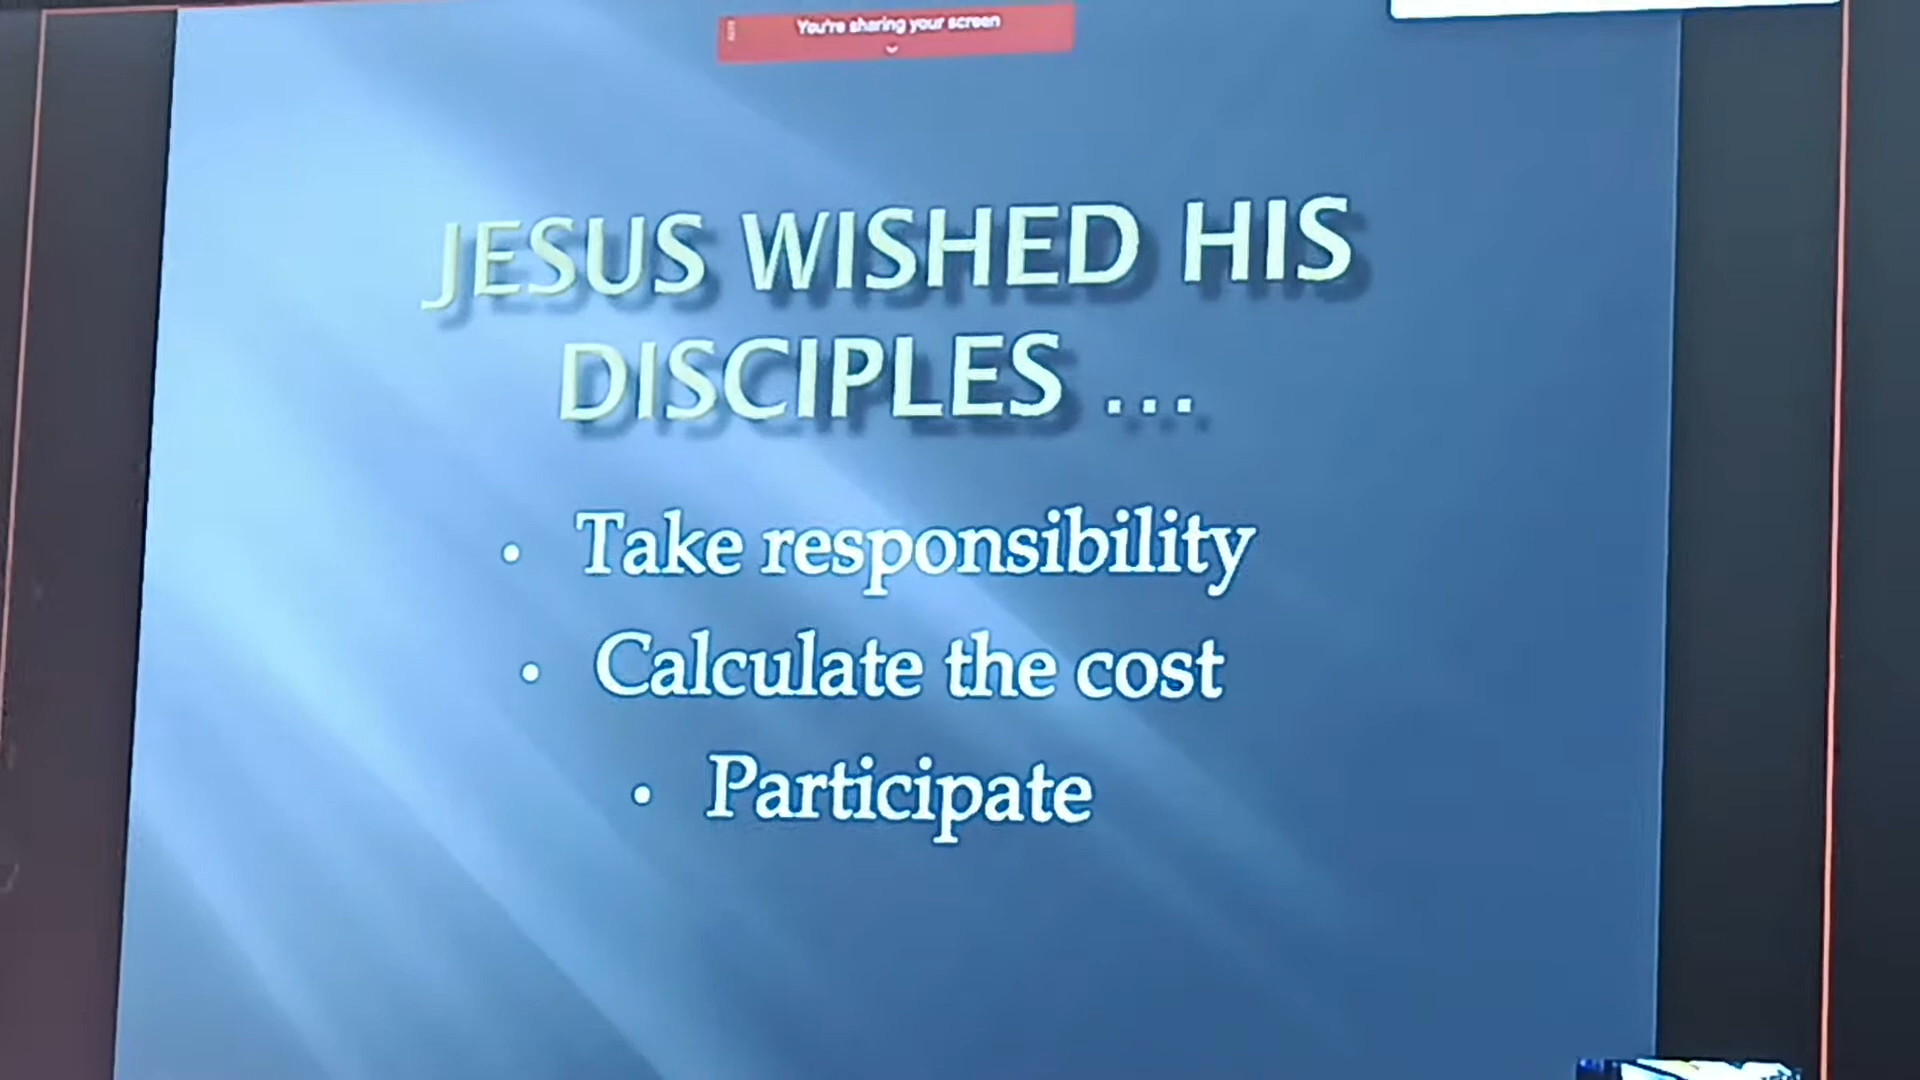 You're sharing your screen
JESUS WISHED HIS
DISCIPLES ...
• Take responsibility
• Calculate the cost
• Participate